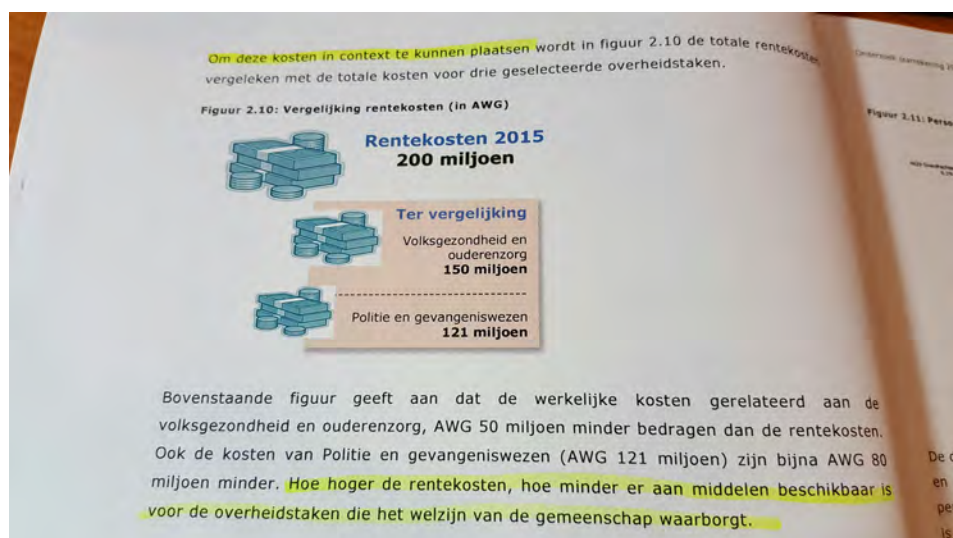 Om deze kosten in context te kunnen plaatsen wordt in figuur 2.10 de totale rentekosten
vergeleken met de totale kosten voor drie geselecteerde overheidstaken.
Figuur 2.10: Vergelijking rentekosten (in AWG)
Rentekosten 2015
200 miljoen
Ter vergelijking
Volksgezondheid en
ouderenzorg
150 miljoen
Politie en gevangeniswezen
121 miljoen
Bovenstaande figuur geeft aan dat de werkelijke kosten gerelateerd aan de
volksgezondheid en ouderenzorg, AWG 50 miljoen minder bedragen dan de rentekosten.
Ook de kosten van Politie en gevangeniswezen (AWG 121 miljoen) zijn bijna AWG 80
miljoen minder. Hoe hoger de rentekosten, hoe minder er aan middelen beschikbaar is
voor de overheidstaken die het welzijn van de gemeenschap waarborgt.
Figuur 2.11:
De
en
is